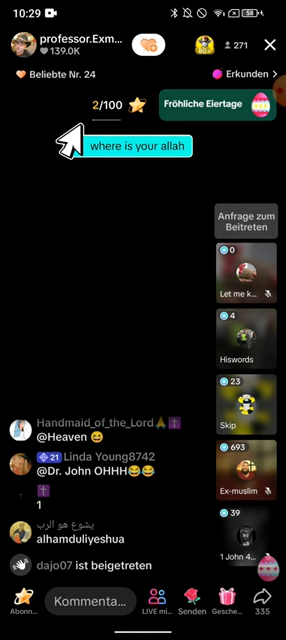 10:29
58
professor.Exm...
139.0K
271
Beliebte Nr. 24
Erkunden >
2/100
Fröhliche Eiertage
where is your allah
Anfrage zum
Beitreten
0
Let me k...
4
Hiswords
23
Skip
693
Ex-muslim
39
1 John 4...
Handmaid_of_the_Lord🙏✝️
@Heaven 😆
21 Linda Young8742
@Dr. John OHHH😂😂
✝️
1
يشوع هو الرب
alhamduliyeshua
dajo07 ist beigetreten
Abonn...
Kommenta...
LIVE mi...
Senden
Gesche...
335